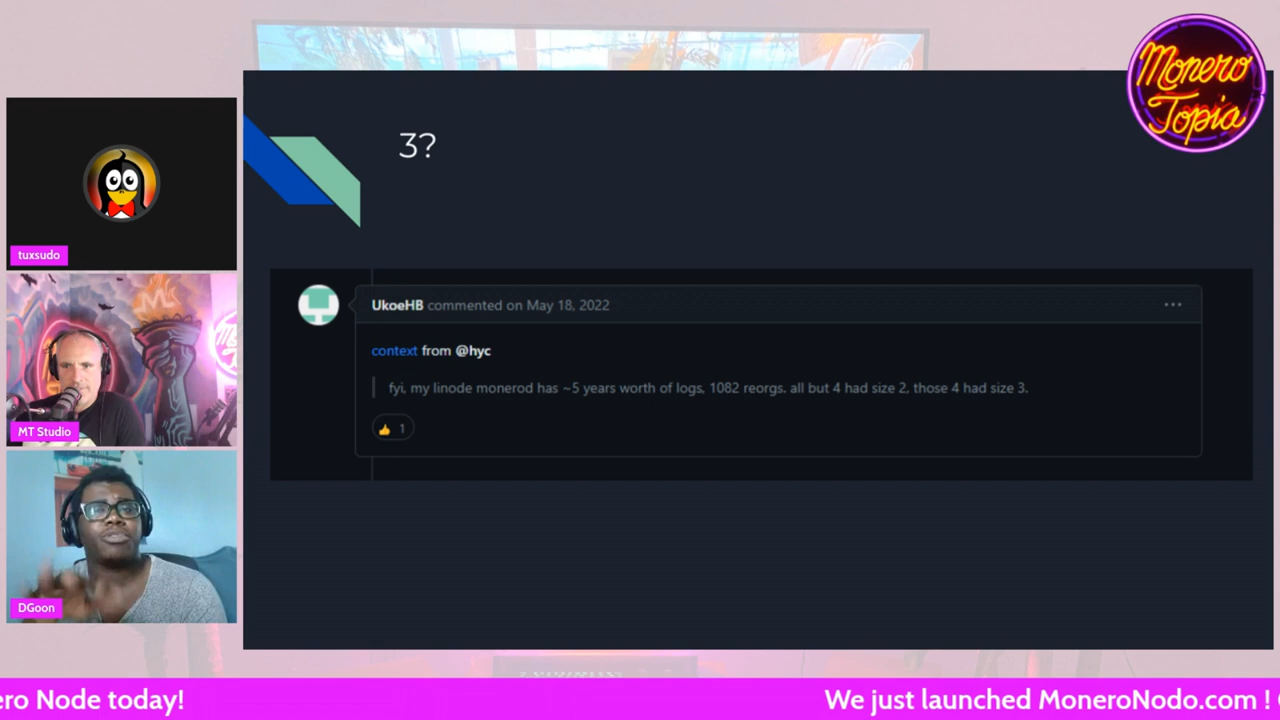 Monero
Topia
3?
tuxsudo
UkoeHB commented on May 18, 2022
context from @hyc
fyi, my linode monerod has ~5 years worth of logs, 1082 reorgs. all but 4 had size 2, those 4 had size 3.
👍 1
MT Studio
DGoon
ero Node today!
We just launched MoneroNodo.com !